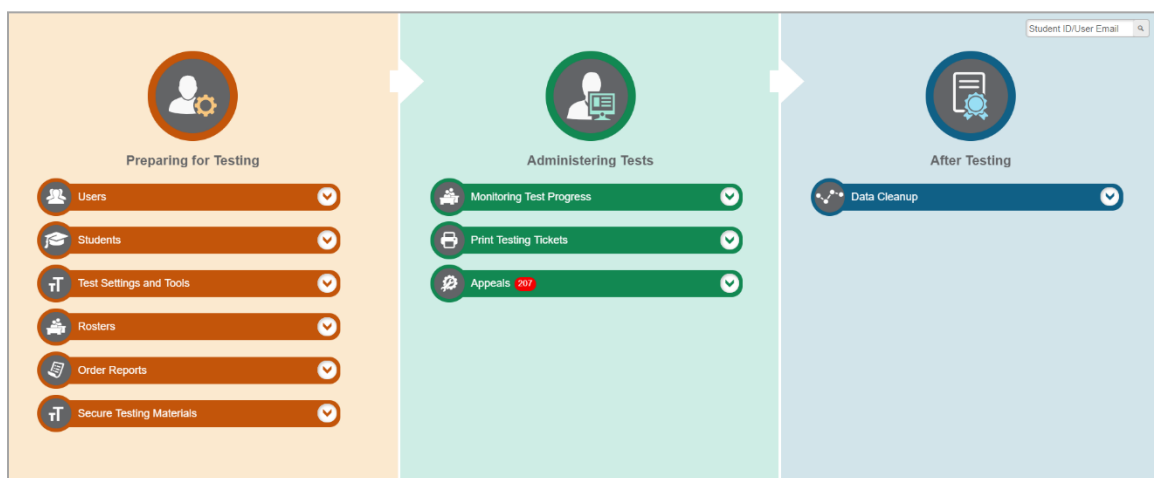 Student ID/User Email
Preparing for Testing
Users
Students
Test Settings and Tools
Rosters
Order Reports
Secure Testing Materials
Administering Tests
Monitoring Test Progress
Print Testing Tickets
Appeals 207
After Testing
Data Cleanup